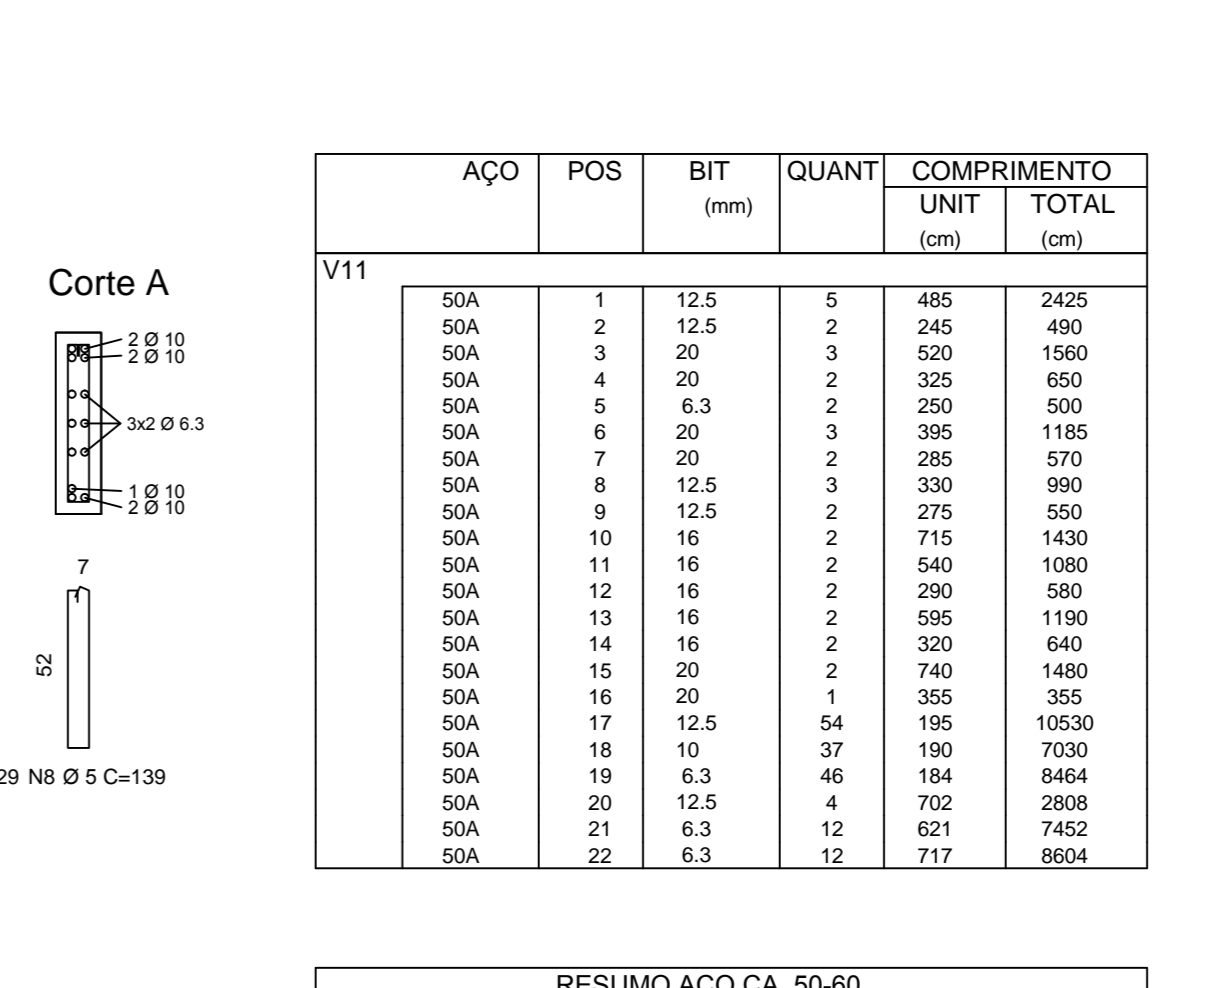 Corte A
2 Ø 10
2 Ø 10
3x2 Ø 6.3
1 Ø 10
2 Ø 10
7
52
29 N8 Ø 5 C=139
AÇO POS BIT QUANT COMPRIMENTO
(mm) UNIT TOTAL
(cm) (cm)
V11
50A 1 12.5 5 485 2425
50A 2 12.5 2 245 490
50A 3 20 3 520 1560
50A 4 20 2 325 650
50A 5 6.3 2 250 500
50A 6 20 3 395 1185
50A 7 20 2 285 570
50A 8 12.5 3 330 990
50A 9 12.5 2 275 550
50A 10 16 2 715 1430
50A 11 16 2 540 1080
50A 12 16 2 290 580
50A 13 16 2 595 1190
50A 14 16 2 320 640
50A 15 20 2 740 1480
50A 16 20 1 355 355
50A 17 12.5 54 195 10530
50A 18 10 37 190 7030
50A 19 6.3 46 184 8464
50A 20 12.5 4 702 2808
50A 21 6.3 12 621 7452
50A 22 6.3 12 717 8604
RESUMO AÇO CA 50-60